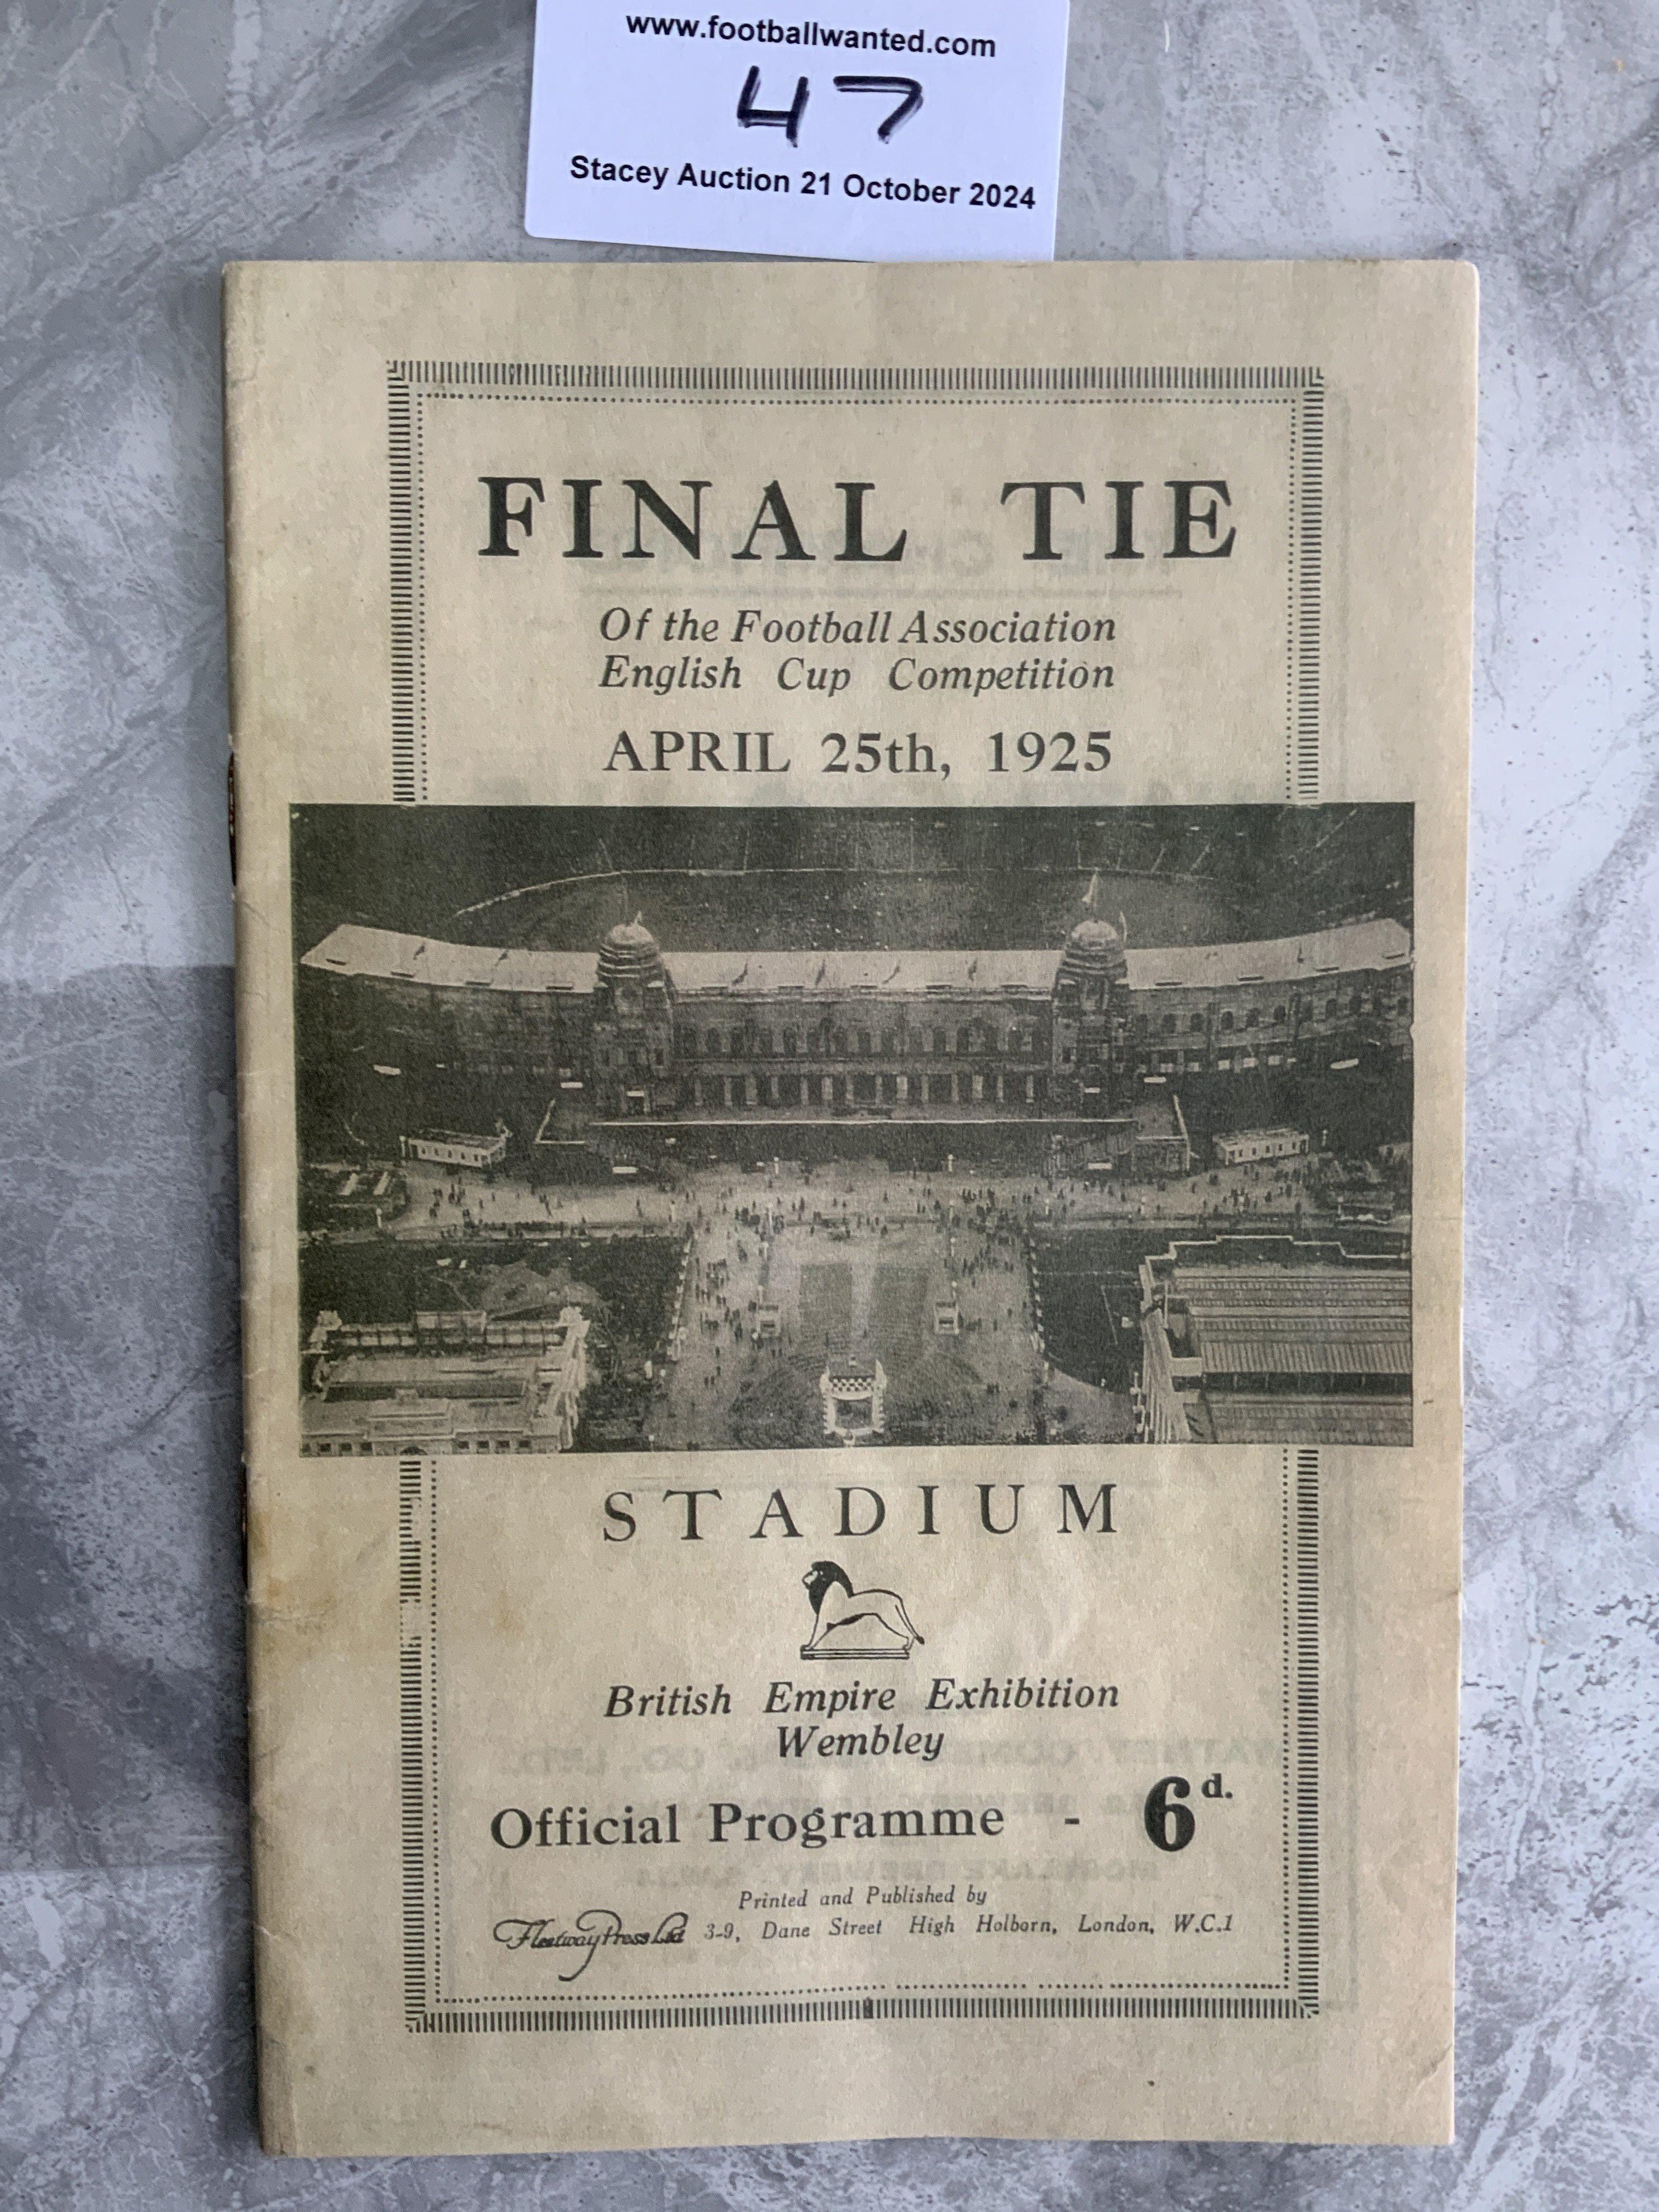 www.footballwanted.com
47
Stacey Auction 21 October 2024
FINAL TIE
Of the Football Association
English Cup Competition
APRIL 25th, 1925
STADIUM
British Empire Exhibition
Wembley
Official Programme - 6d.
Printed and Published by
Fleetway Press Ltd 3-9, Dane Street High Holborn, London, W.C.1